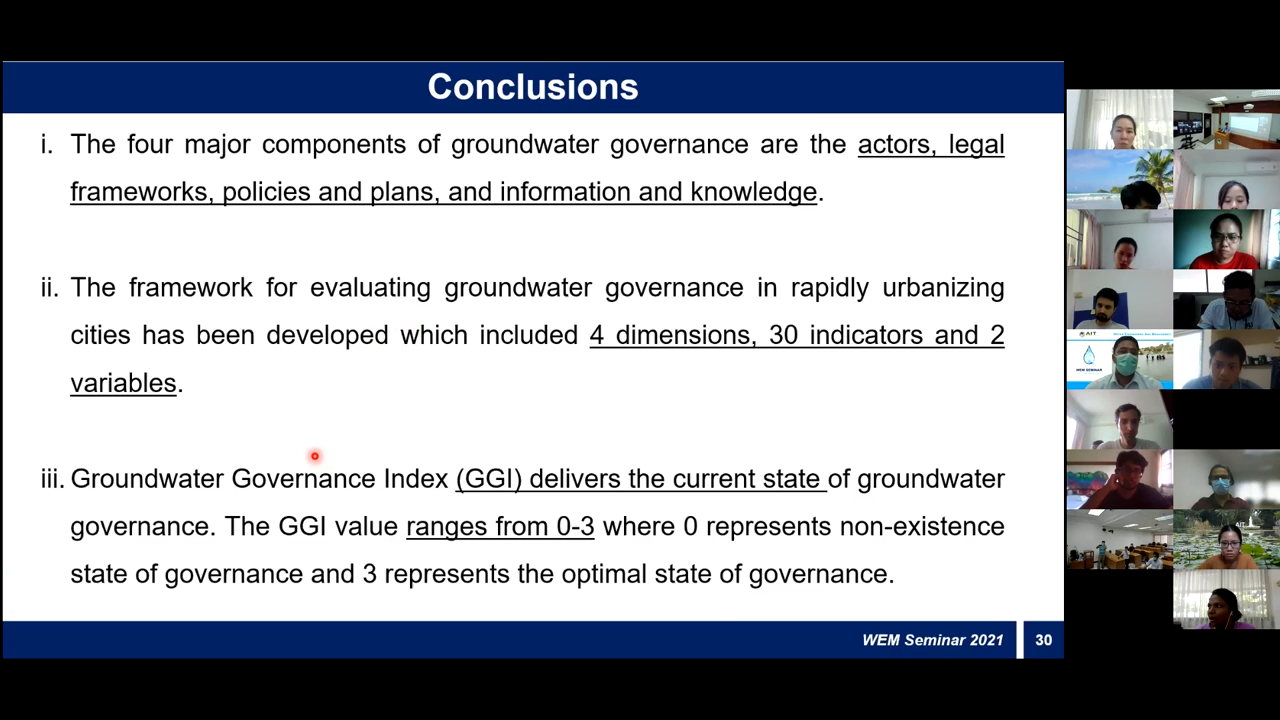 Conclusions
i. The four major components of groundwater governance are the actors, legal
frameworks, policies and plans, and information and knowledge.
ii. The framework for evaluating groundwater governance in rapidly urbanizing
cities has been developed which included 4 dimensions, 30 indicators and 2
variables.
iii. Groundwater Governance Index (GGI) delivers the current state of groundwater
governance. The GGI value ranges from 0-3 where 0 represents non-existence
state of governance and 3 represents the optimal state of governance.
WEM Seminar 2021
30
AIT
WEM SEMINAR
AIT